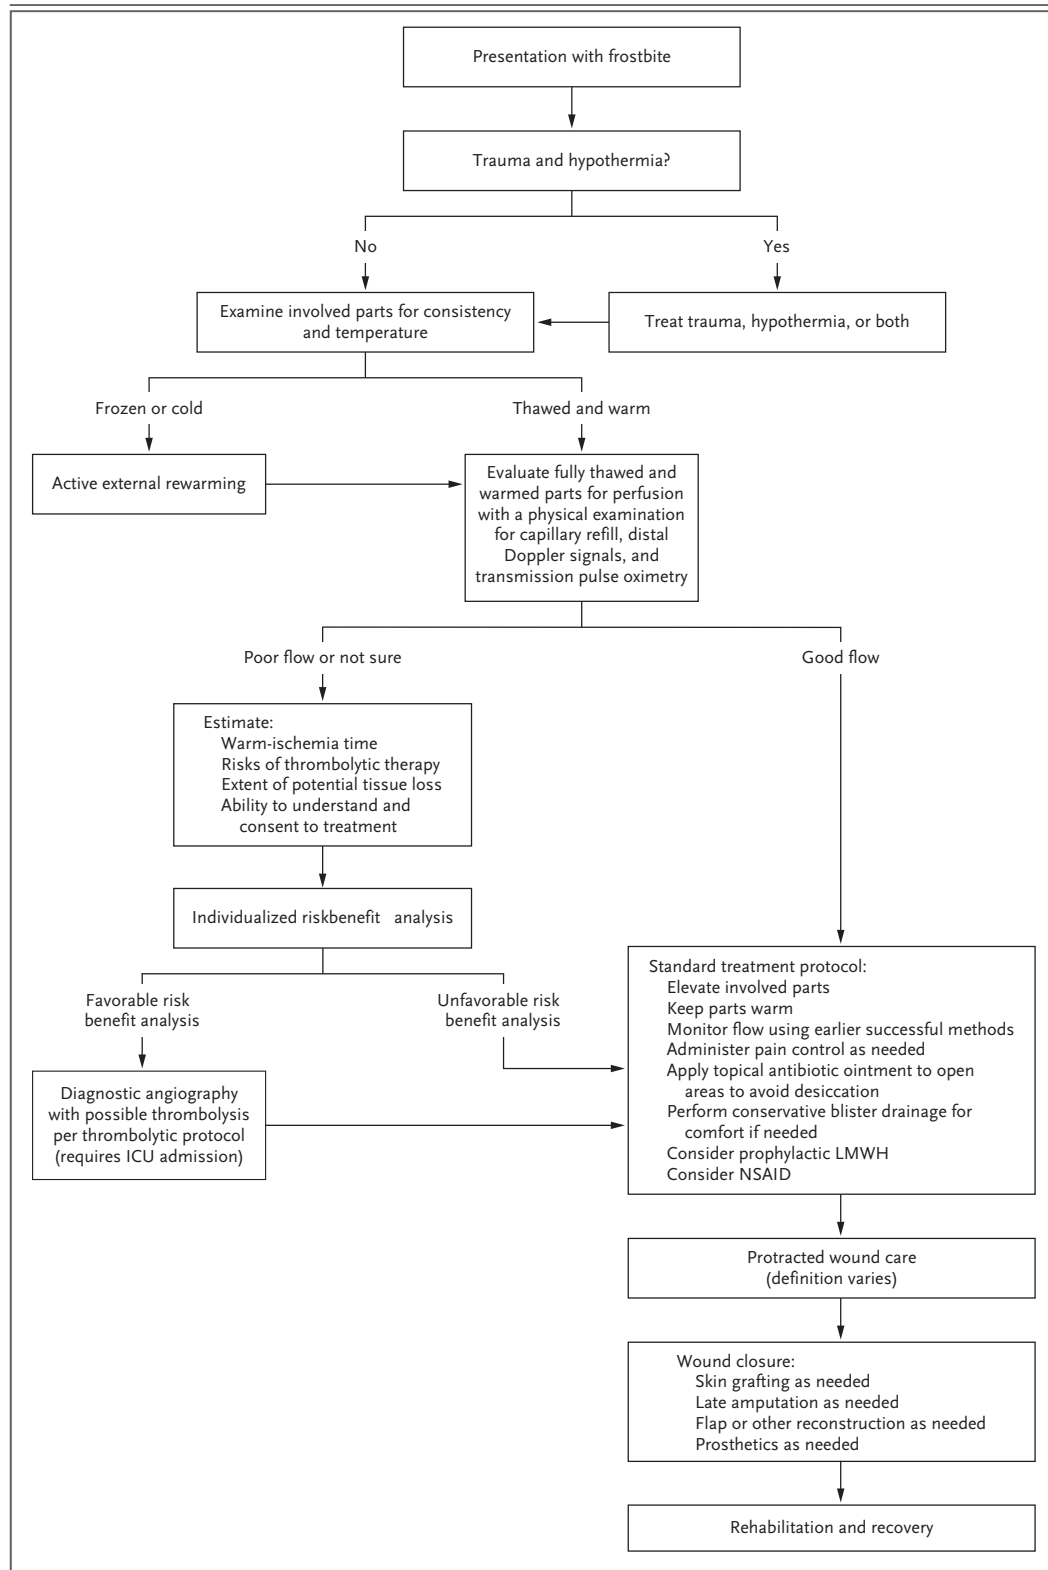 Presentation with frostbite
Trauma and hypothermia?
No
Yes
Examine involved parts for consistency
and temperature
Treat trauma, hypothermia, or both
Frozen or cold
Thawed and warm
Active external rewarming
Evaluate fully thawed and
warmed parts for perfusion
with a physical examination
for capillary refill, distal
Doppler signals, and
transmission pulse oximetry
Poor flow or not sure
Good flow
Estimate:
Warm-ischemia time
Risks of thrombolytic therapy
Extent of potential tissue loss
Ability to understand and
consent to treatment
Individualized riskbenefit analysis
Favorable risk
benefit analysis
Unfavorable risk
benefit analysis
Diagnostic angiography
with possible thrombolysis
per thrombolytic protocol
(requires ICU admission)
Standard treatment protocol:
Elevate involved parts
Keep parts warm
Monitor flow using earlier successful methods
Administer pain control as needed
Apply topical antibiotic ointment to open
areas to avoid desiccation
Perform conservative blister drainage for
comfort if needed
Consider prophylactic LMWH
Consider NSAID
Protracted wound care
(definition varies)
Wound closure:
Skin grafting as needed
Late amputation as needed
Flap or other reconstruction as needed
Prosthetics as needed
Rehabilitation and recovery